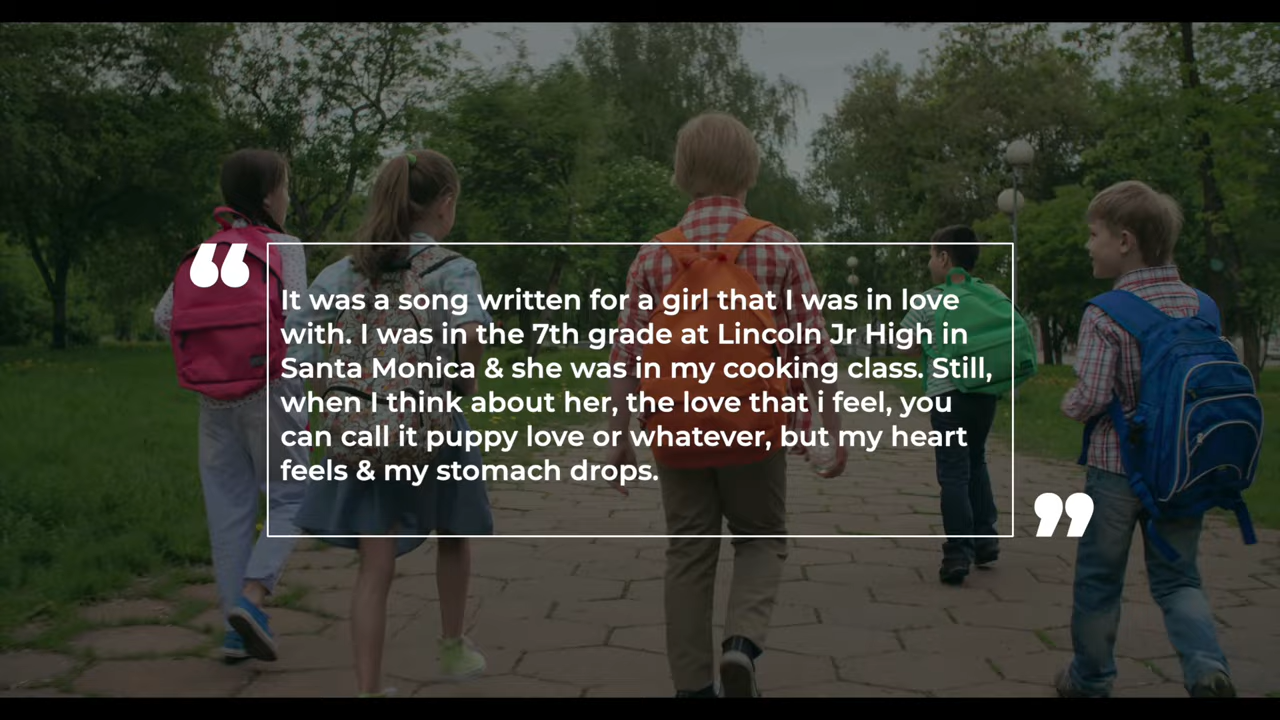 “
It was a song written for a girl that I was in love
with. I was in the 7th grade at Lincoln Jr High in
Santa Monica & she was in my cooking class. Still,
when I think about her, the love that i feel, you
can call it puppy love or whatever, but my heart
feels & my stomach drops.
”